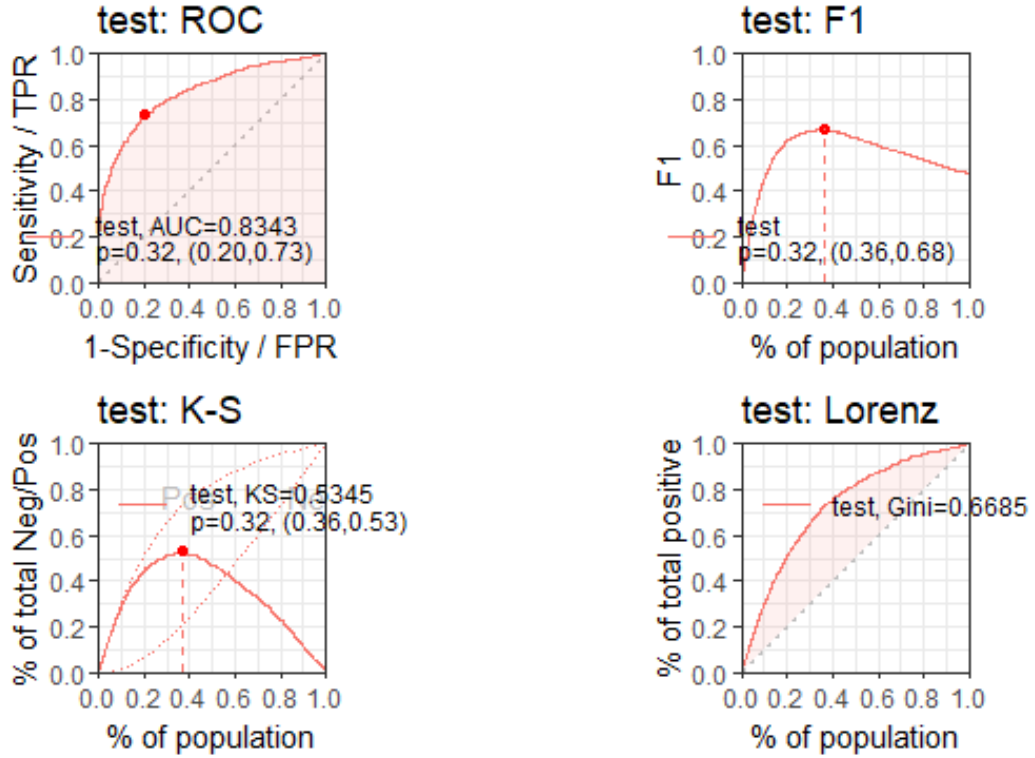 test: ROC
Sensitivity / TPR
1.0
0.8
0.6
0.4
0.2
0.0
test, AUC=0.8343
p=0.32, (0.20,0.73)
0.0 0.2 0.4 0.6 0.8 1.0
1-Specificity / FPR
test: F1
F1
1.0
0.8
0.6
0.4
0.2
0.0
test
p=0.32, (0.36,0.68)
0.0 0.2 0.4 0.6 0.8 1.0
% of population
test: K-S
% of total Neg/Pos
1.0
0.8
0.6
0.4
0.2
0.0
Pos
test, KS=0.5345
p=0.32, (0.36,0.53)
0.0 0.2 0.4 0.6 0.8 1.0
% of population
test: Lorenz
% of total positive
1.0
0.8
0.6
0.4
0.2
0.0
test, Gini=0.6685
0.0 0.2 0.4 0.6 0.8 1.0
% of population